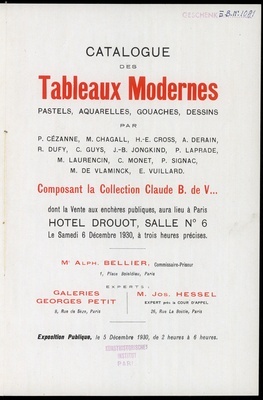 GESCHENK
CATALOGUE
DES
Tableaux Modernes
PASTELS, AQUARELLES, GOUACHES, DESSINS
PAR
P. CÉZANNE, M. CHAGALL, H.-E. CROSS, A. DERAIN,
R. DUFY, C. GUYS, J.-B. JONGKIND, P. LAPRADE,
M. LAURENCIN, C. MONET, P. SIGNAC,
M. DE VLAMINCK, E. VUILLARD.
Composant la Collection Claude B. de V...
dont la Vente aux enchères publiques, aura lieu à Paris
HOTEL DROUOT, SALLE N° 6
Le Samedi 6 Décembre 1930, à trois heures précises.
Me ALPH. BELLIER, Commissaire-Priseur
1, Place Boïeldieu, Paris
EXPERTS :
GALERIES
GEORGES PETIT
8, Rue de Sèze, Paris
M. JOS. HESSEL
EXPERT près la COUR D'APPEL
26, Rue La Boëtie, Paris
Exposition Publique, le 5 Décembre 1930, de 2 heures à 6 heures.